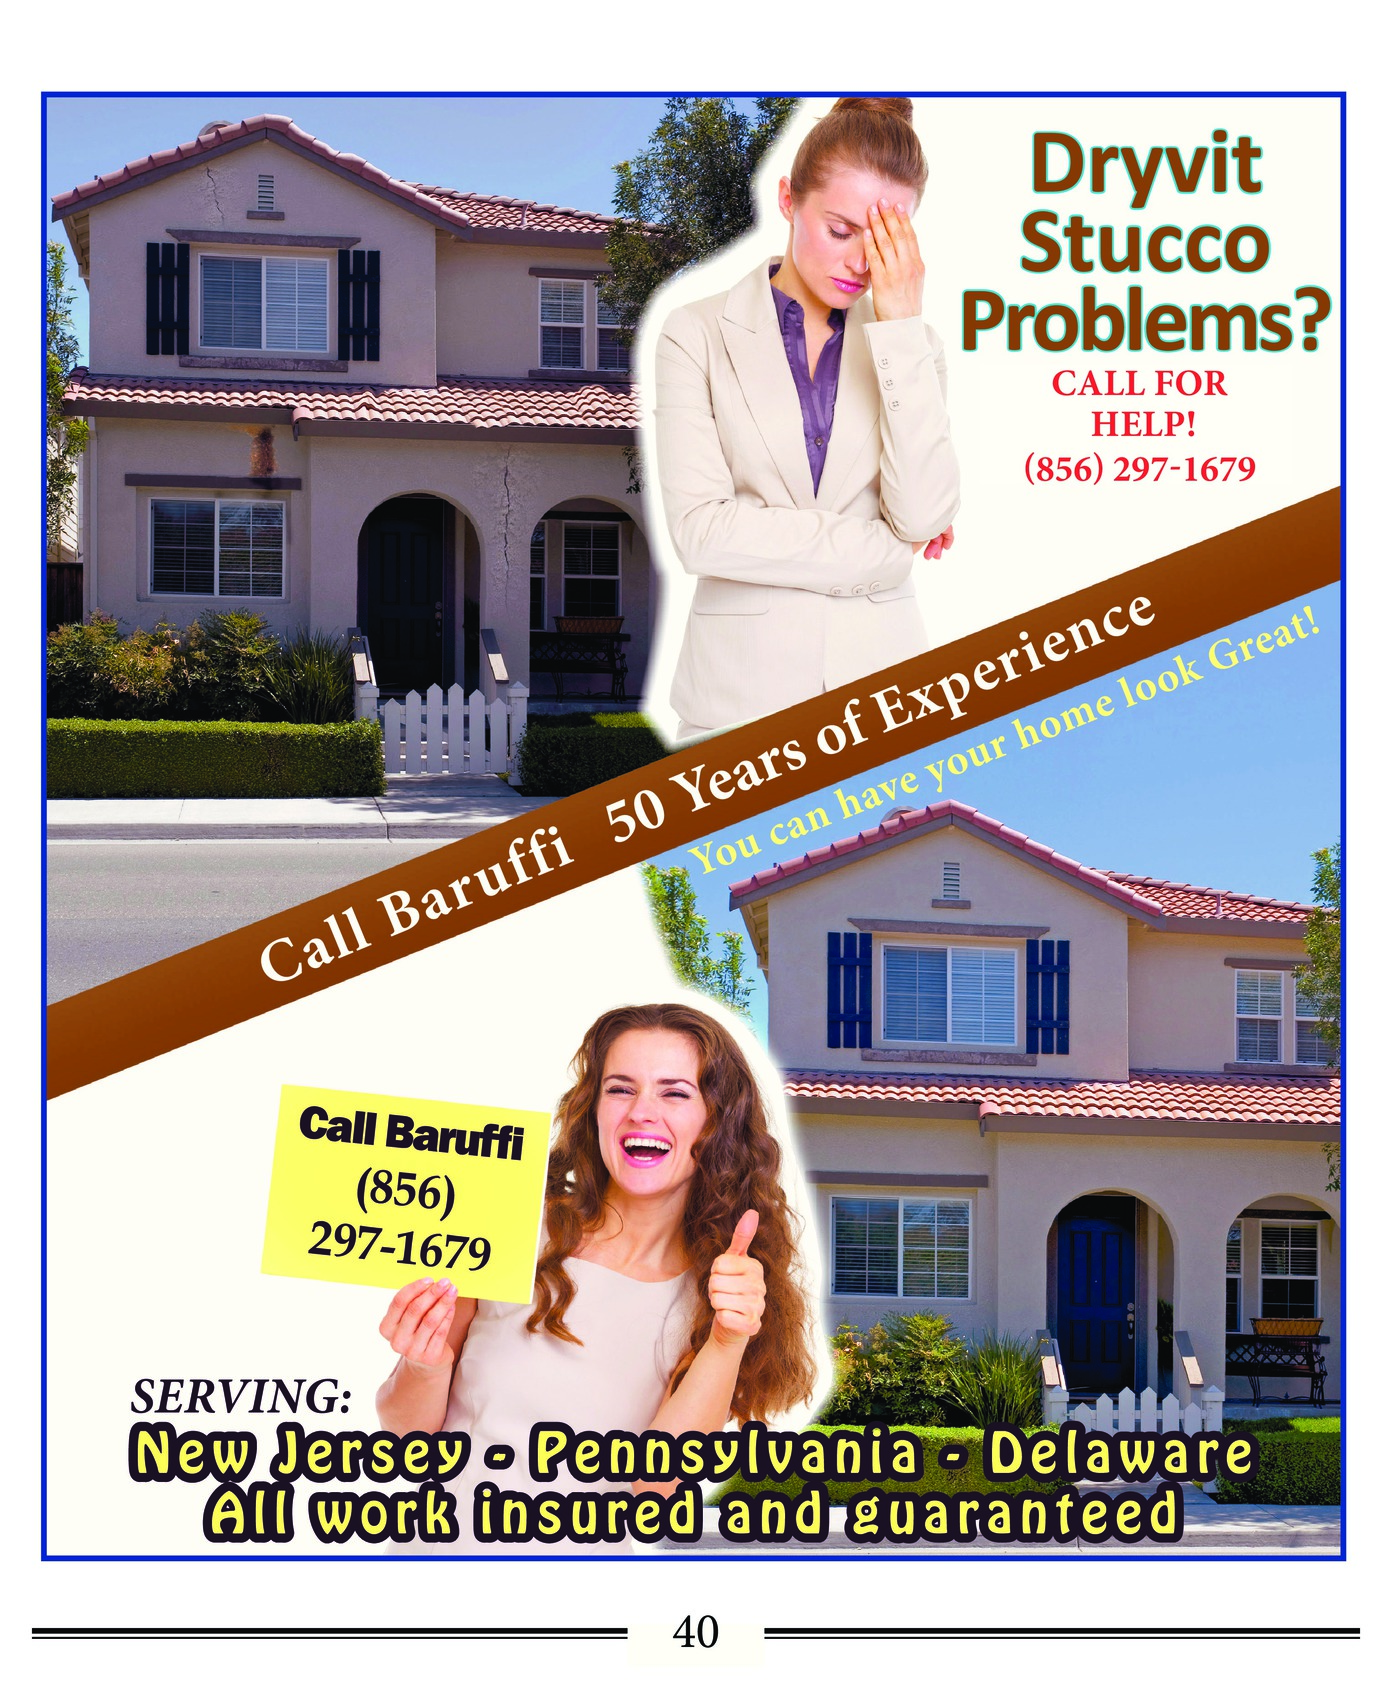 Dryvit
Stucco
Problems?
CALL FOR
HELP!
(856) 297-1679
Call Baruffi 50 Years of Experience
You can have your home look Great!
Call Baruffi
(856)
297-1679
SERVING:
New Jersey - Pennsylvania - Delaware
All work insured and guaranteed
40